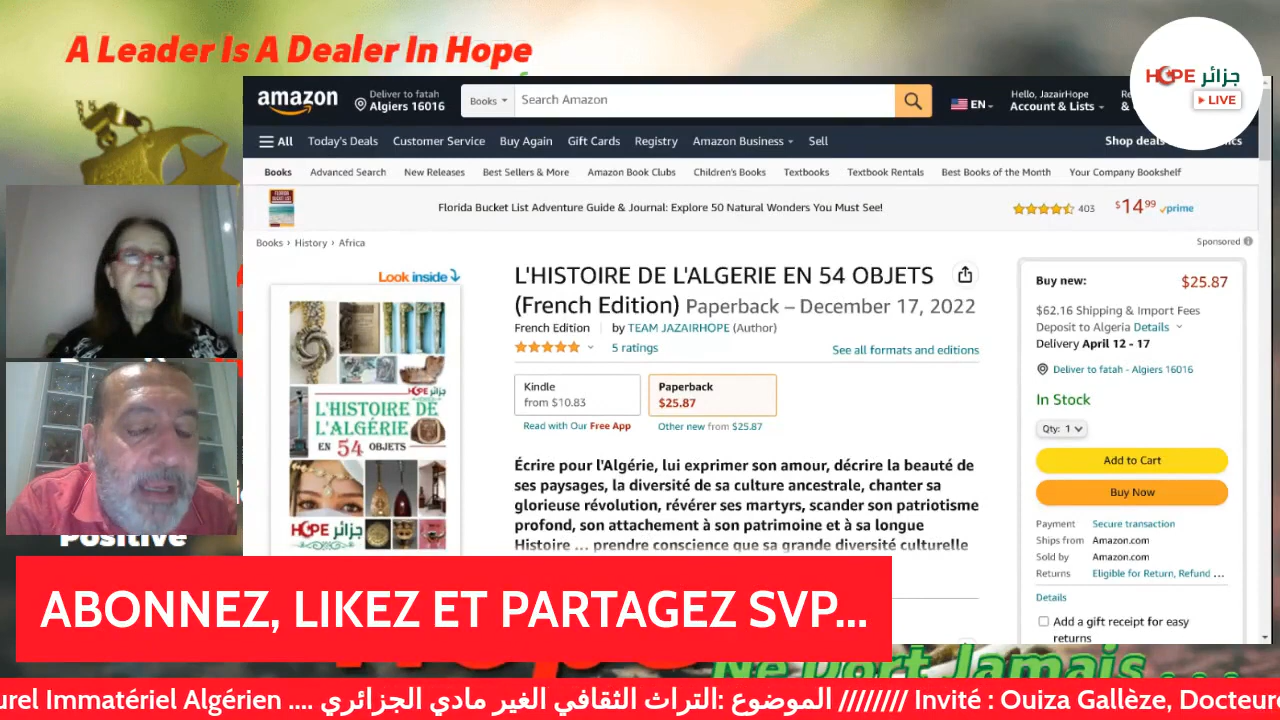 A Leader Is A Dealer In Hope
HOPE جزائر
LIVE
amazon
Deliver to fatah
Algiers 16016
Books
Search Amazon
EN
Hello, JazairHope
Account & Lists
Re
&
All
Today's Deals
Customer Service
Buy Again
Gift Cards
Registry
Amazon Business
Sell
Shop deals
Books
Advanced Search
New Releases
Best Sellers & More
Amazon Book Clubs
Children's Books
Textbooks
Textbook Rentals
Best Books of the Month
Your Company Bookshelf
Florida Bucket List Adventure Guide & Journal: Explore 50 Natural Wonders You Must See!
403
$14.99
prime
Books › History › Africa
Sponsored
Look inside
HOPE جزائر
L'HISTOIRE DE
L'ALGÉRIE
EN 54 OBJETS
HOPE جزائر
L'HISTOIRE DE L'ALGERIE EN 54 OBJETS
(French Edition) Paperback – December 17, 2022
French Edition
by TEAM JAZAIRHOPE (Author)
5 ratings
See all formats and editions
Kindle
from $10.83
Paperback
$25.87
Read with Our Free App
Other new from $25.87
Écrire pour l'Algérie, lui exprimer son amour, décrire la beauté de
ses paysages, la diversité de sa culture ancestrale, chanter sa
glorieuse révolution, révérer ses martyrs, scander son patriotisme
profond, son attachement à son patrimoine et à sa longue
Histoire ... prendre conscience que sa grande diversité culturelle
Buy new:
$25.87
$62.16 Shipping & Import Fees
Deposit to Algeria Details
Delivery April 12 - 17
Deliver to fatah - Algiers 16016
In Stock
Qty: 1
Add to Cart
Buy Now
Payment Secure transaction
Ships from Amazon.com
Sold by Amazon.com
Returns Eligible for Return, Refund ...
Details
Add a gift receipt for easy
returns
Positive
ABONNEZ, LIKEZ ET PARTAGEZ SVP...
Ne Dort Jamais ...
urel Immatériel Algérien .... الموضوع :التراث الثقافي الغير مادي الجزائري //////// Invité : Ouiza Gallèze, Docteure